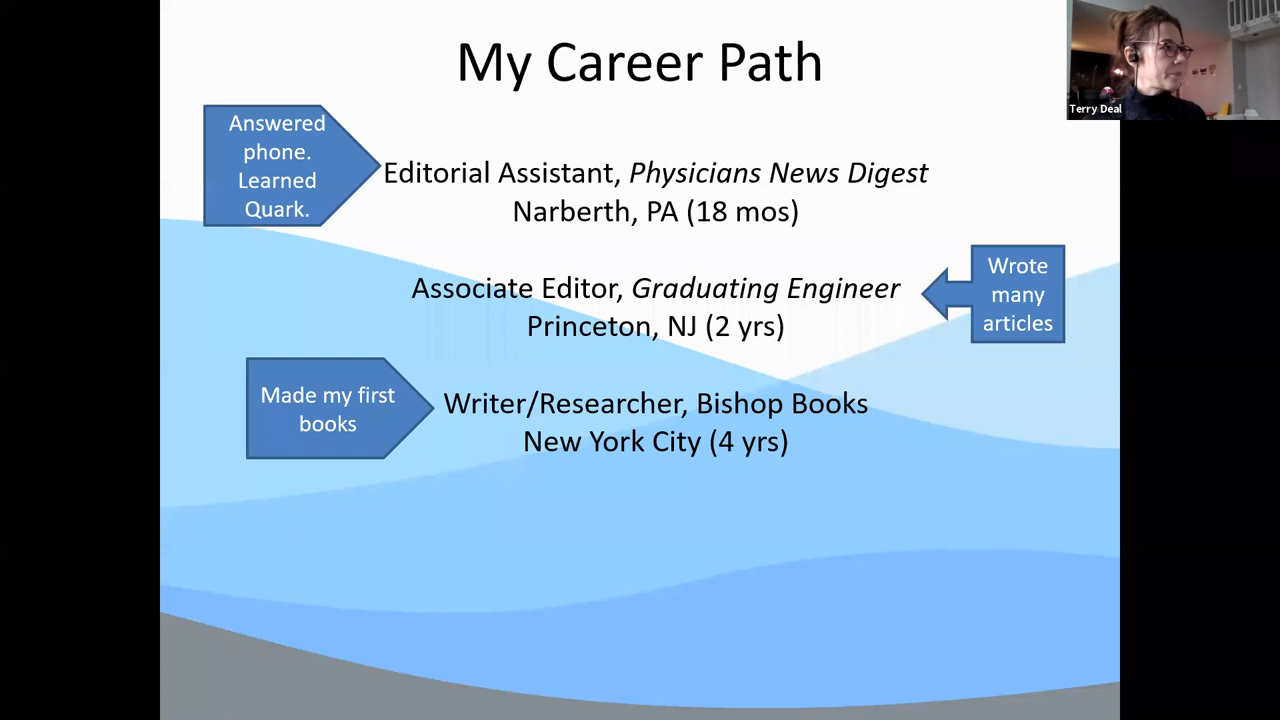 My Career Path
Terry Deal
Answered
phone.
Learned
Quark.
Editorial Assistant, Physicians News Digest
Narberth, PA (18 mos)
Associate Editor, Graduating Engineer
Princeton, NJ (2 yrs)
Wrote
many
articles
Made my first
books
Writer/Researcher, Bishop Books
New York City (4 yrs)